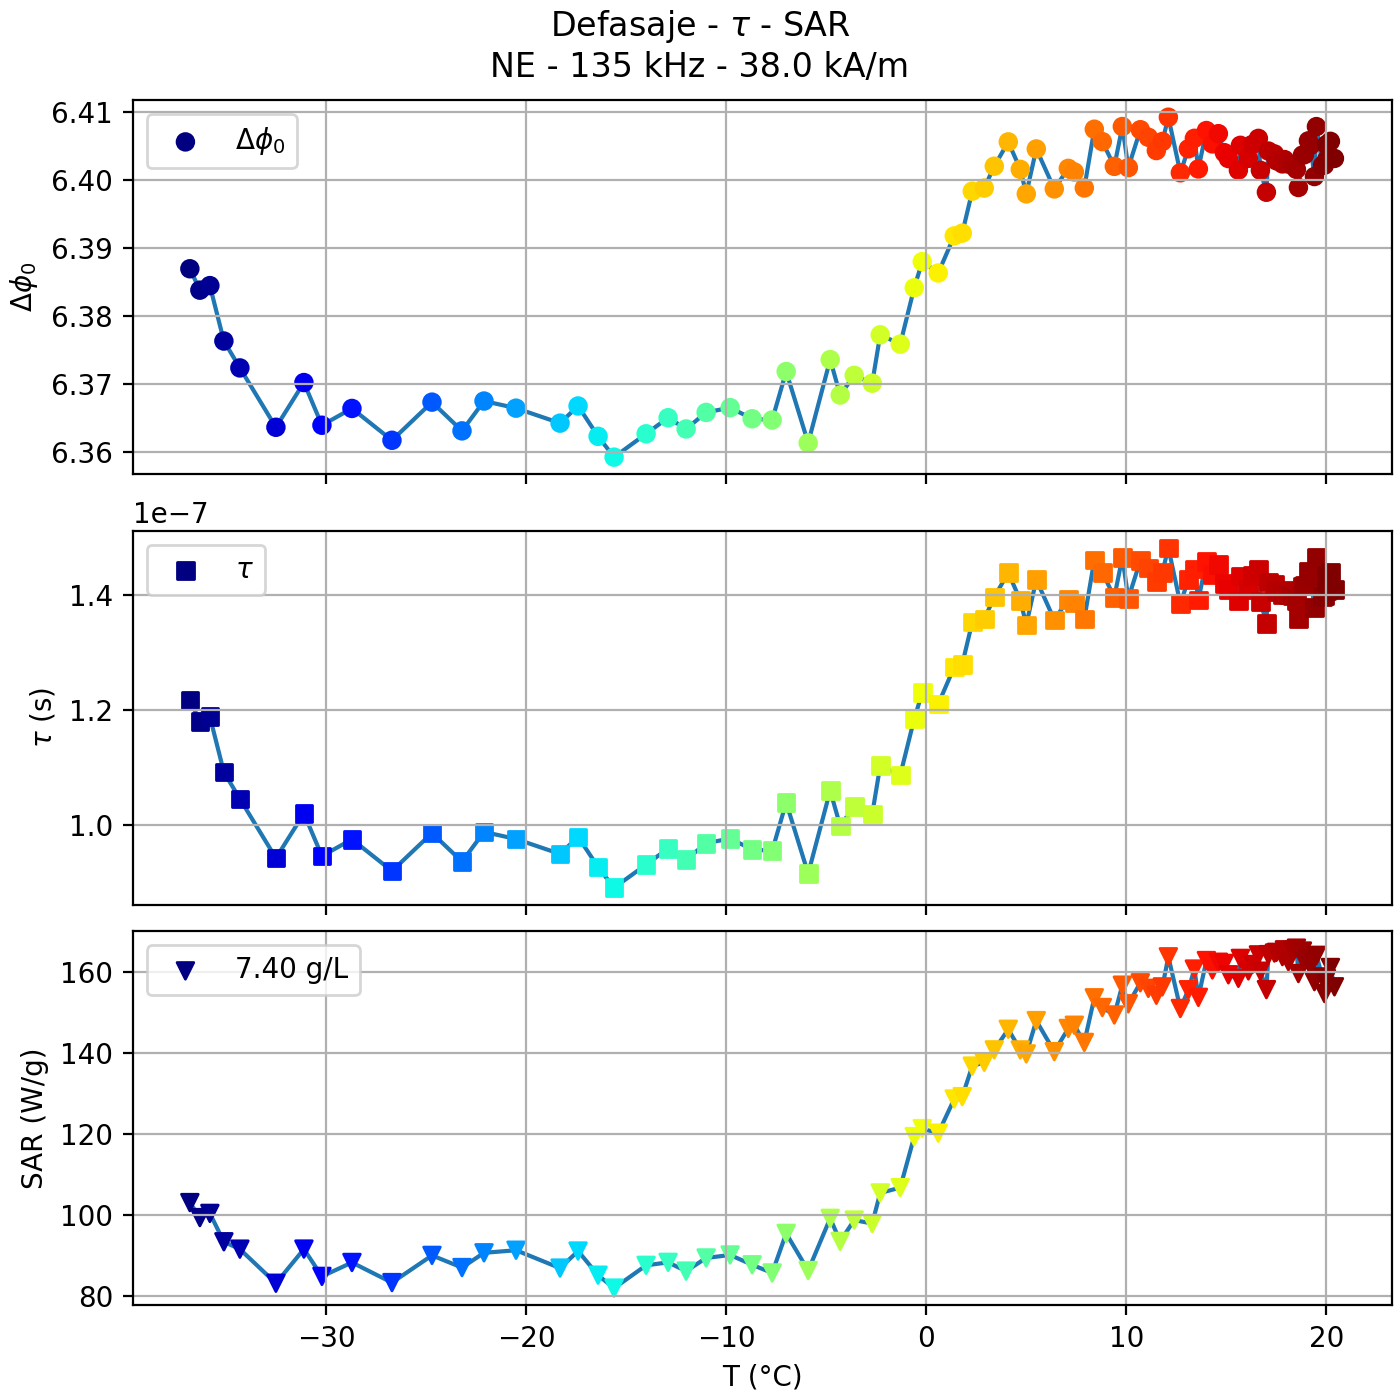 Defasaje - τ - SAR
NE - 135 kHz - 38.0 kA/m
6.41
6.40
6.39
6.38
6.37
6.36
Δϕ₀
Δϕ₀
1e−7
1.4
1.2
1.0
τ (s)
τ
160
140
120
100
80
SAR (W/g)
7.40 g/L
−30 −20 −10 0 10 20
T (°C)